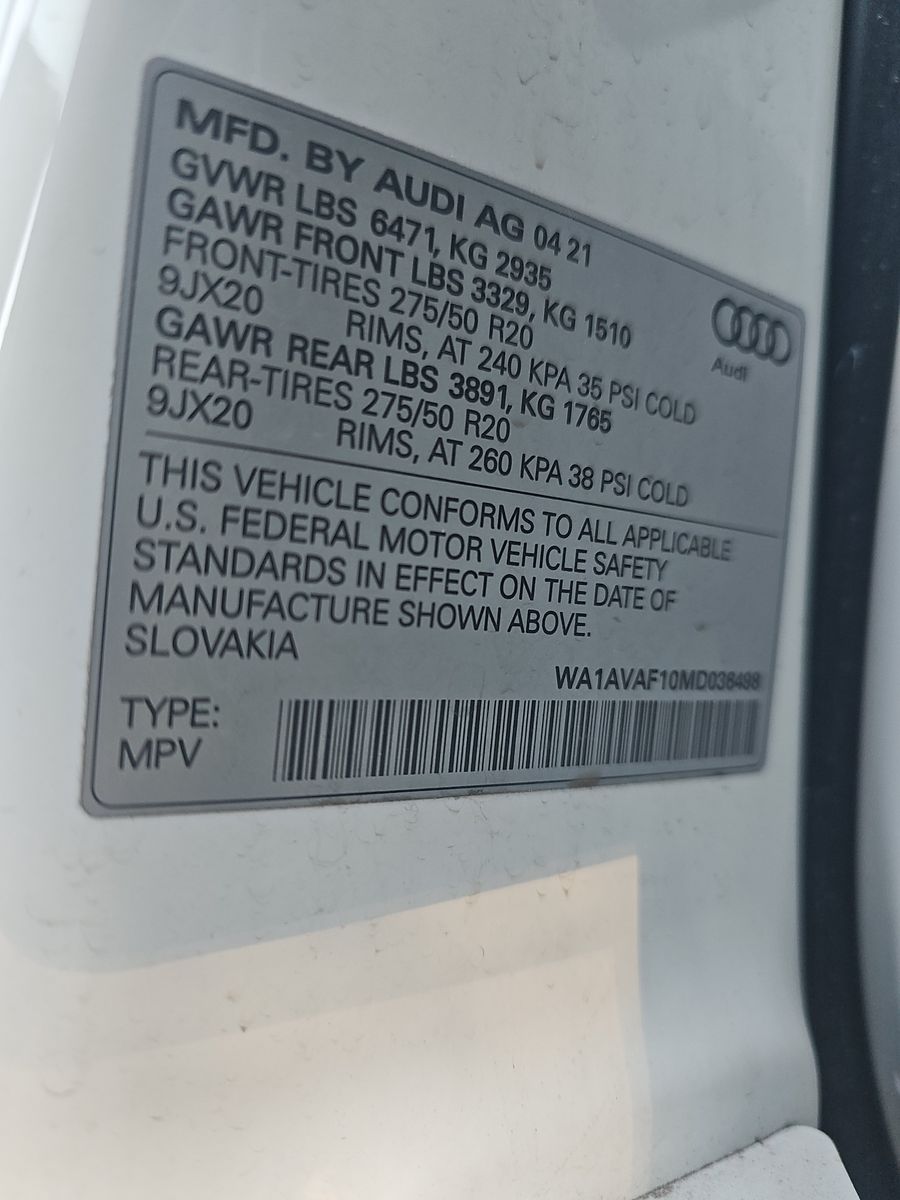 MFD. BY AUDI AG 04 21
GVWR LBS 6471, KG 2935
GAWR FRONT LBS 3329, KG 1510
FRONT-TIRES 275/50 R20
9JX20 RIMS, AT 240 KPA 35 PSI COLD
GAWR REAR LBS 3891, KG 1765
REAR-TIRES 275/50 R20
9JX20 RIMS, AT 260 KPA 38 PSI COLD
Audi
THIS VEHICLE CONFORMS TO ALL APPLICABLE
U.S. FEDERAL MOTOR VEHICLE SAFETY
STANDARDS IN EFFECT ON THE DATE OF
MANUFACTURE SHOWN ABOVE.
SLOVAKIA
WA1AVAF10MD036498
TYPE:
MPV